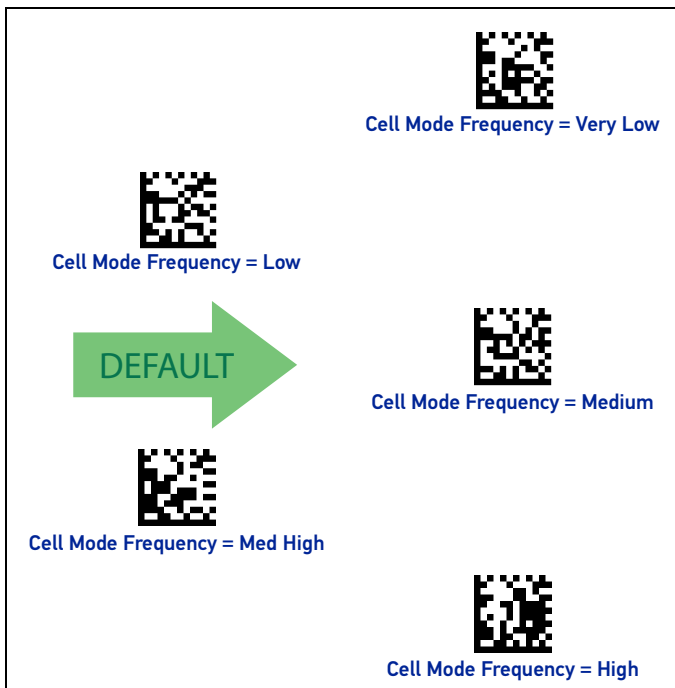 Cell Mode Frequency = Very Low
Cell Mode Frequency = Low
DEFAULT
Cell Mode Frequency = Medium
Cell Mode Frequency = Med High
Cell Mode Frequency = High